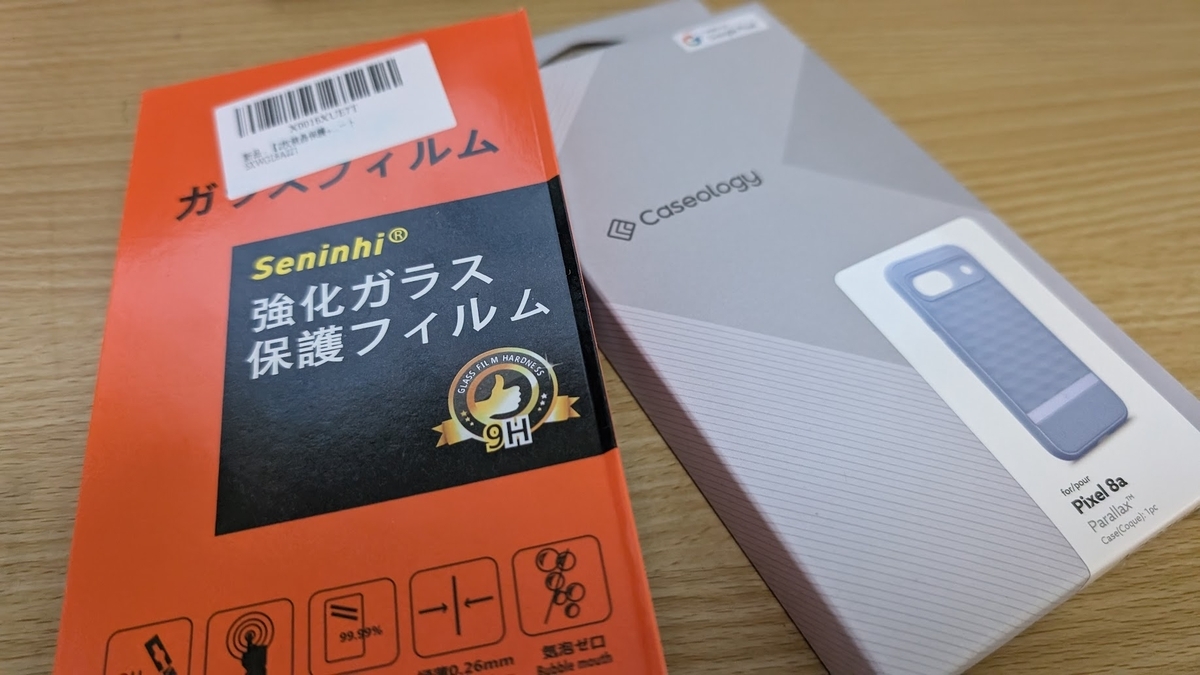 ガラスフィルム
Seninhi®
強化ガラス
保護フィルム
GLASS FILM HARDNESS
9H
99.99%
0.26mm
気泡ゼロ
Bubble mouth
Caseology
for/pour
Pixel 8a
Parallax™
Case(Coque): 1pc